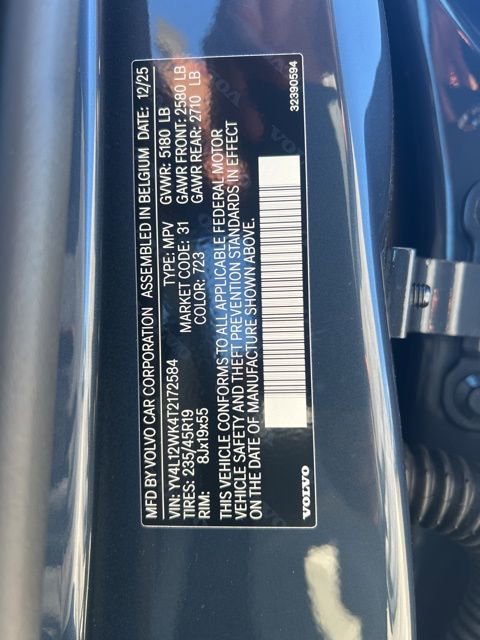 MFD BY VOLVO CAR CORPORATION ASSEMBLED IN BELGIUM DATE: 12/25
VIN: YV4L12WK4T2172584 TYPE: MPV GVWR: 5180 LB
TIRES: 235/45R19 MARKET CODE: 31 GAWR FRONT: 2580 LB
RIM: 8Jx19x55 COLOR: 723 GAWR REAR: 2710 LB
THIS VEHICLE CONFORMS TO ALL APPLICABLE FEDERAL MOTOR
VEHICLE SAFETY AND THEFT PREVENTION STANDARDS IN EFFECT
ON THE DATE OF MANUFACTURE SHOWN ABOVE.
VOLVO 32390594